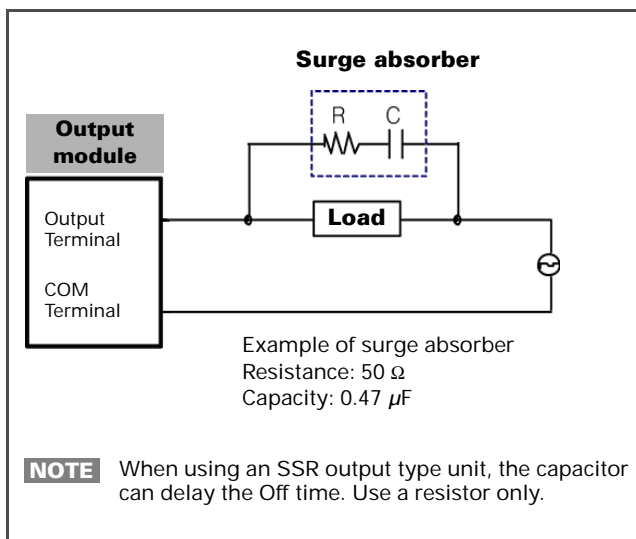 Surge absorber
R C
Output
module
Output
Terminal
Load
COM
Terminal
Example of surge absorber
Resistance: 50 Ω
Capacity: 0.47 µF
NOTE When using an SSR output type unit, the capacitor
can delay the Off time. Use a resistor only.